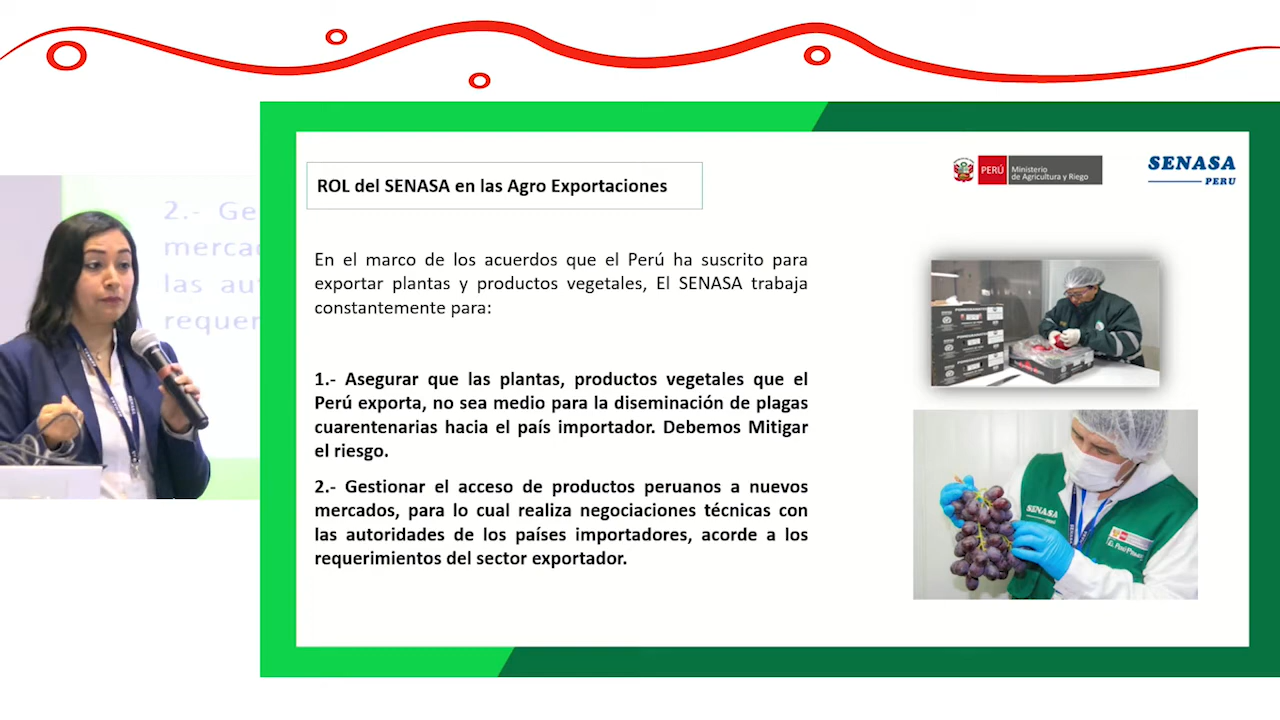 ROL del SENASA en las Agro Exportaciones
PERÚ
Ministerio
de Agricultura y Riego
SENASA
PERU
En el marco de los acuerdos que el Perú ha suscrito para
exportar plantas y productos vegetales, El SENASA trabaja
constantemente para:
1.- Asegurar que las plantas, productos vegetales que el
Perú exporta, no sea medio para la diseminación de plagas
cuarentenarias hacia el país importador. Debemos Mitigar
el riesgo.
2.- Gestionar el acceso de productos peruanos a nuevos
mercados, para lo cual realiza negociaciones técnicas con
las autoridades de los países importadores, acorde a los
requerimientos del sector exportador.
2.- Ge
merca
las au
requer
SENASA